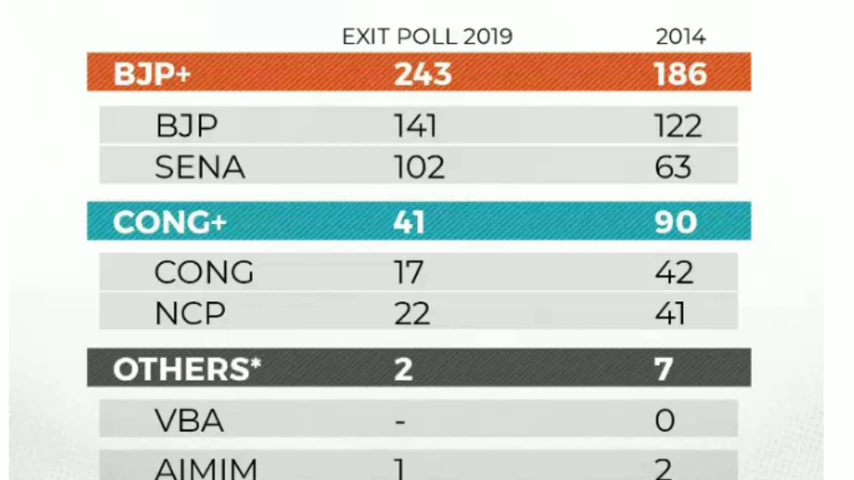 EXIT POLL 2019 2014
BJP+ 243 186
BJP 141 122
SENA 102 63
CONG+ 41 90
CONG 17 42
NCP 22 41
OTHERS* 2 7
VBA - 0
AIMIM 1 2